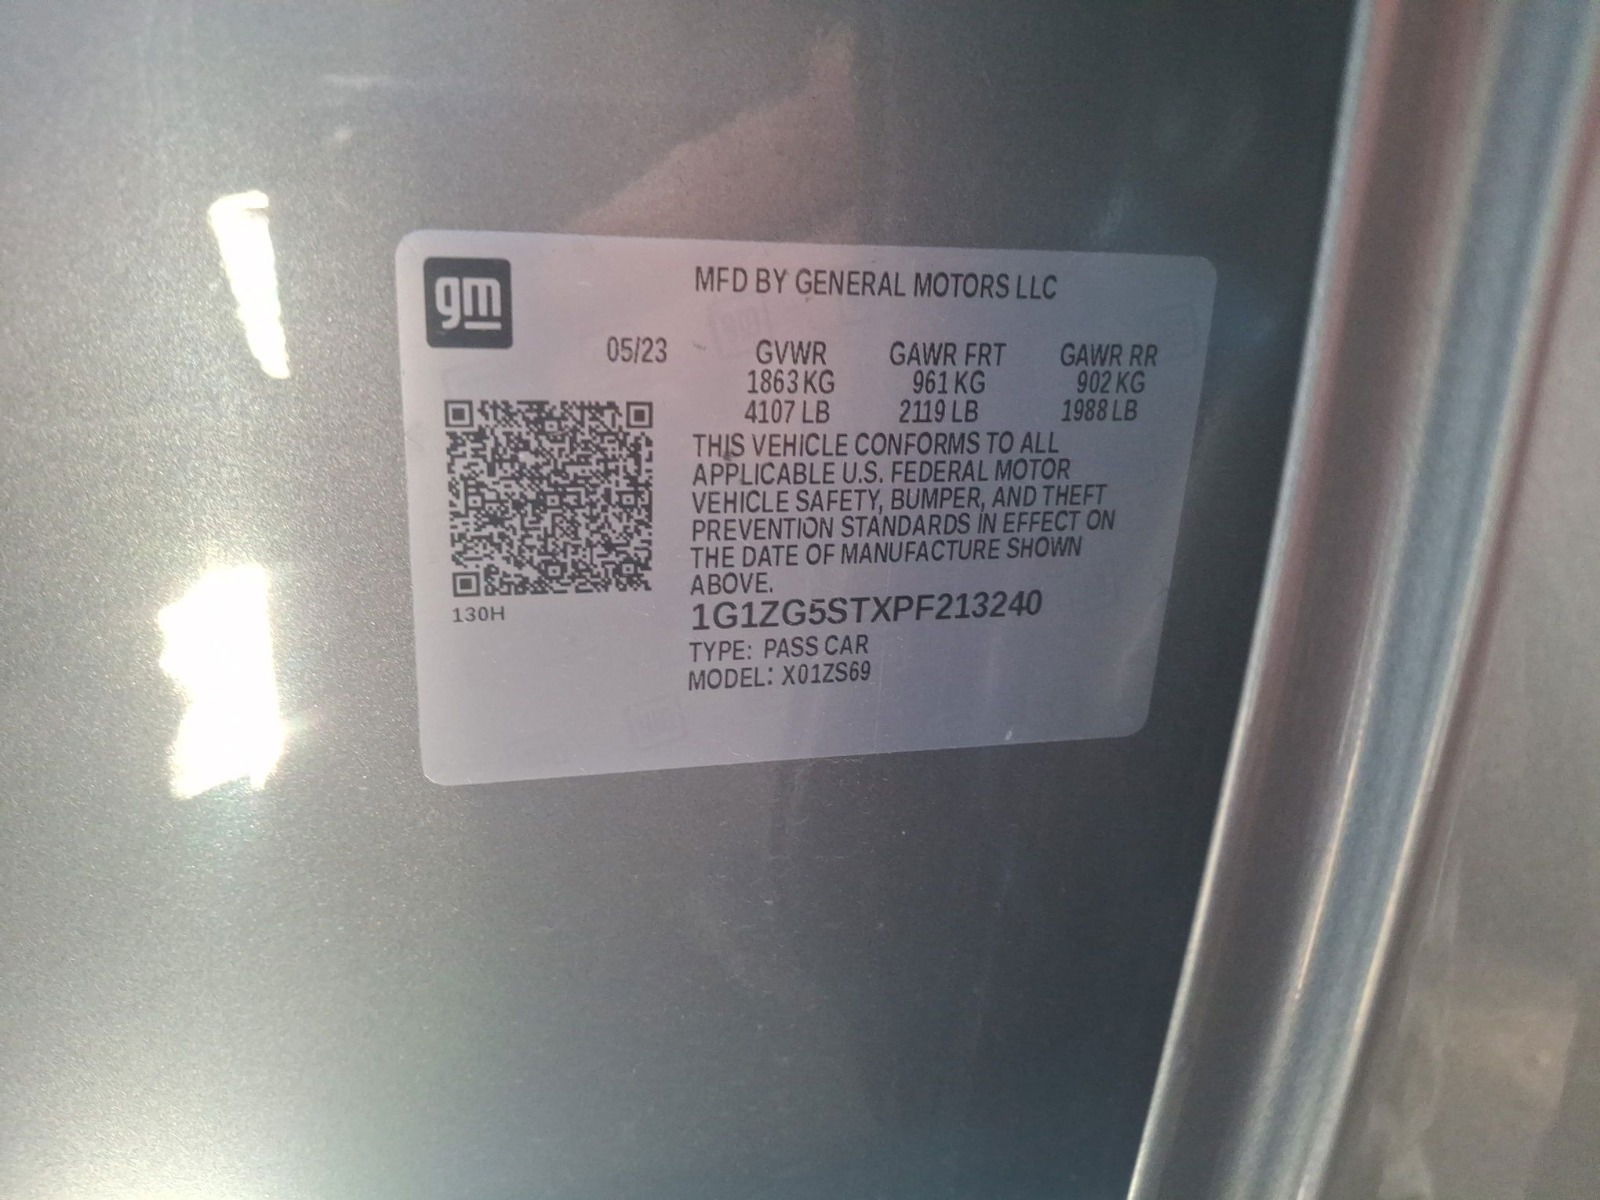 gm
MFD BY GENERAL MOTORS LLC
05/23 GVWR GAWR FRT GAWR RR
1863 KG 961 KG 902 KG
4107 LB 2119 LB 1988 LB
THIS VEHICLE CONFORMS TO ALL
APPLICABLE U.S. FEDERAL MOTOR
VEHICLE SAFETY, BUMPER, AND THEFT
PREVENTION STANDARDS IN EFFECT ON
THE DATE OF MANUFACTURE SHOWN
ABOVE.
130H
1G1ZG5STXPF213240
TYPE: PASS CAR
MODEL: X01ZS69